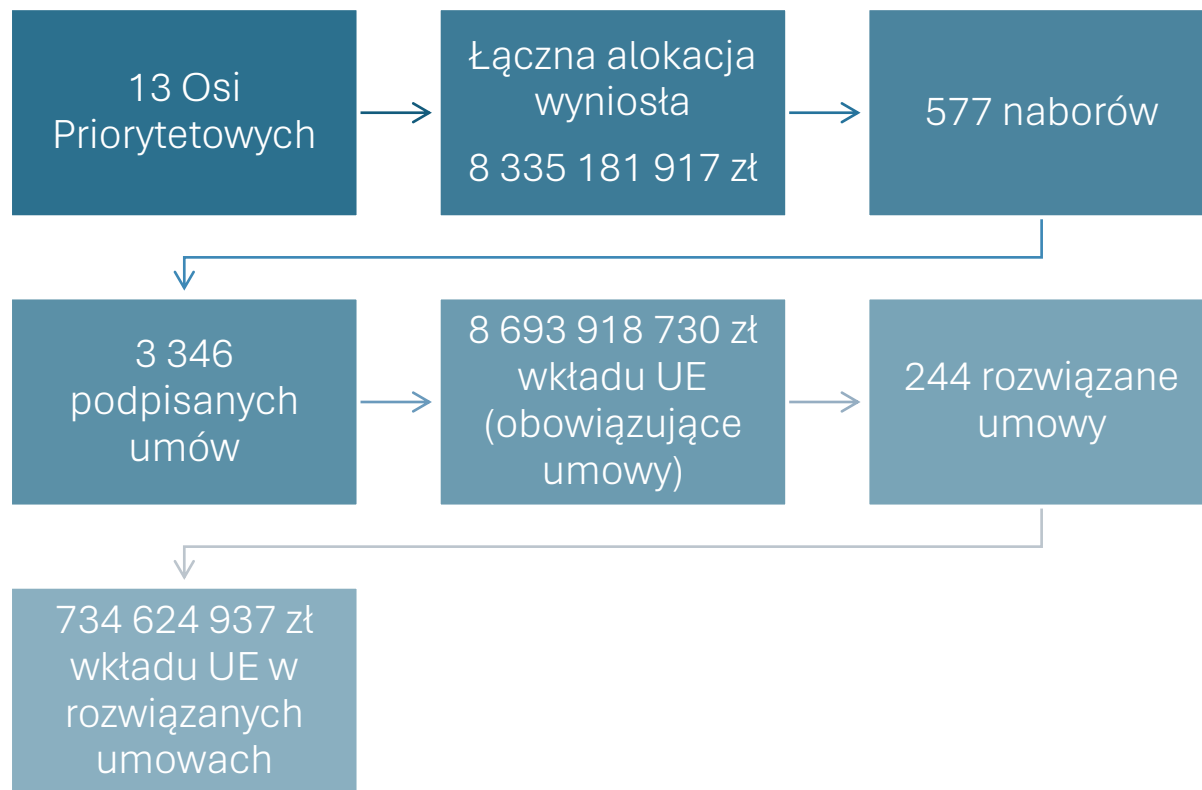 13 Osi
Priorytetowych
Łączna alokacja
wyniosła
8 335 181 917 zł
577 naborów
3 346
podpisanych
umów
8 693 918 730 zł
wkładu UE
(obowiązujące
umowy)
244 rozwiązane
umowy
734 624 937 zł
wkładu UE w
rozwiązanych
umowach